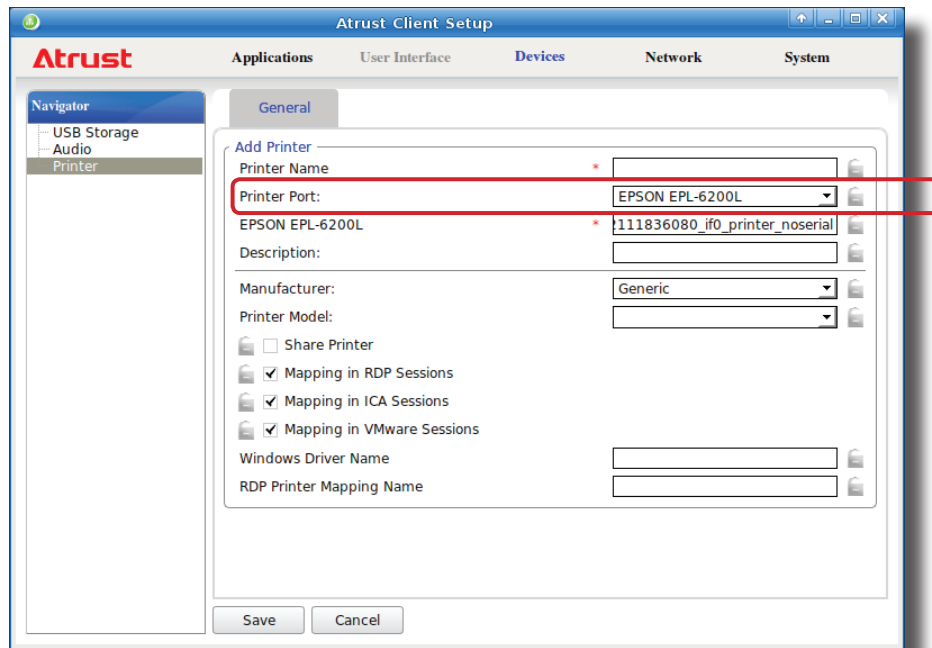 Atrust Client Setup
Atrust Applications User Interface Devices Network System
Navigator
USB Storage
Audio
Printer
General
Add Printer
Printer Name *
Printer Port: EPSON EPL-6200L
EPSON EPL-6200L * 2111836080_if0_printer_noserial
Description:
Manufacturer: Generic
Printer Model:
Share Printer
Mapping in RDP Sessions
Mapping in ICA Sessions
Mapping in VMware Sessions
Windows Driver Name
RDP Printer Mapping Name
Save Cancel